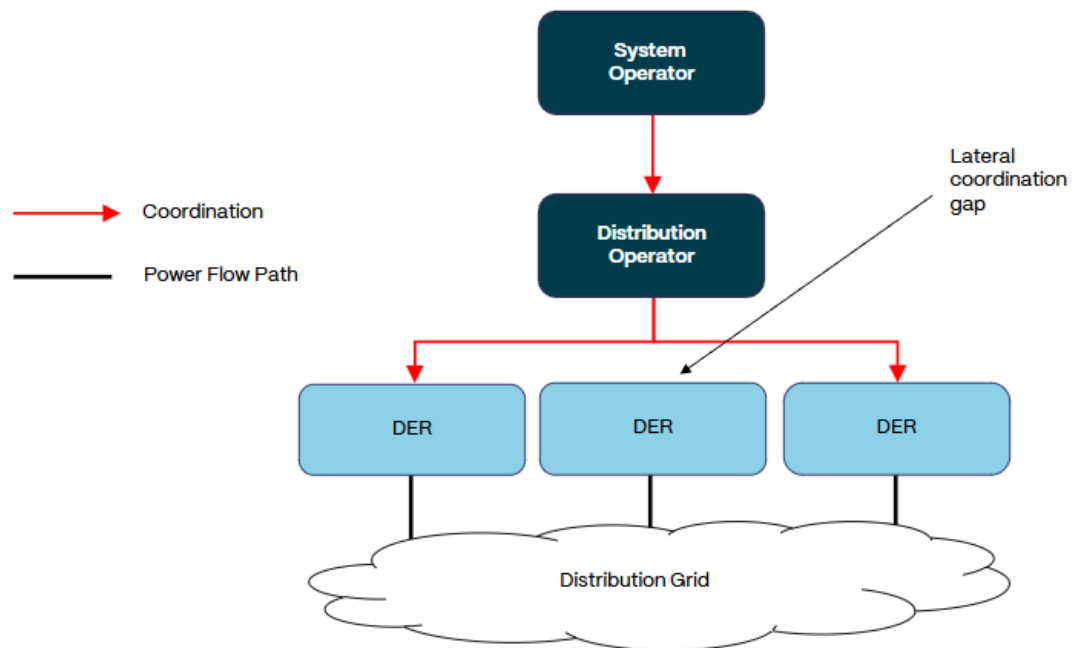 System
Operator
Lateral
coordination
gap
Coordination
Distribution
Operator
Power Flow Path
DER
DER
DER
Distribution Grid